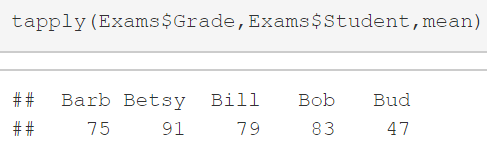 tapply(Exams$Grade,Exams$Student,mean)
##  Barb Betsy  Bill   Bob   Bud
##    75    91    79    83    47